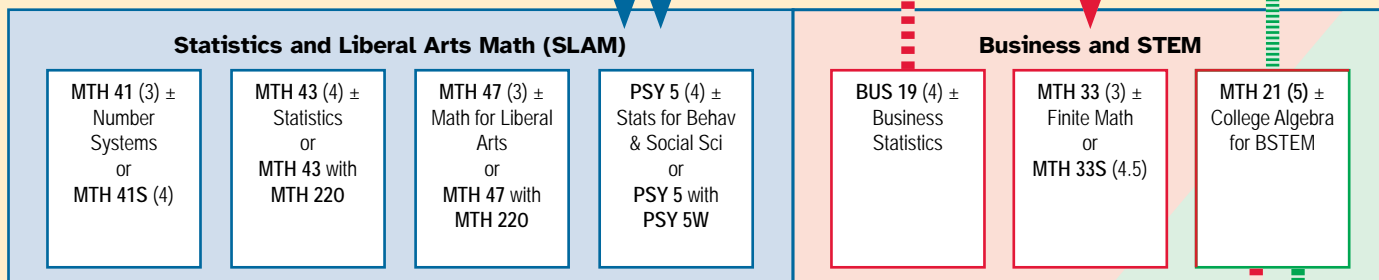 Statistics and Liberal Arts Math (SLAM)
MTH 41 (3) ±
Number
Systems
or
MTH 41S (4)
MTH 43 (4) ±
Statistics
or
MTH 43 with
MTH 220
MTH 47 (3) ±
Math for Liberal
Arts
or
MTH 47 with
MTH 220
PSY 5 (4) ±
Stats for Behav
& Social Sci
or
PSY 5 with
PSY 5W
Business and STEM
BUS 19 (4) ±
Business
Statistics
MTH 33 (3) ±
Finite Math
or
MTH 33S (4.5)
MTH 21 (5) ±
College Algebra
for BSTEM